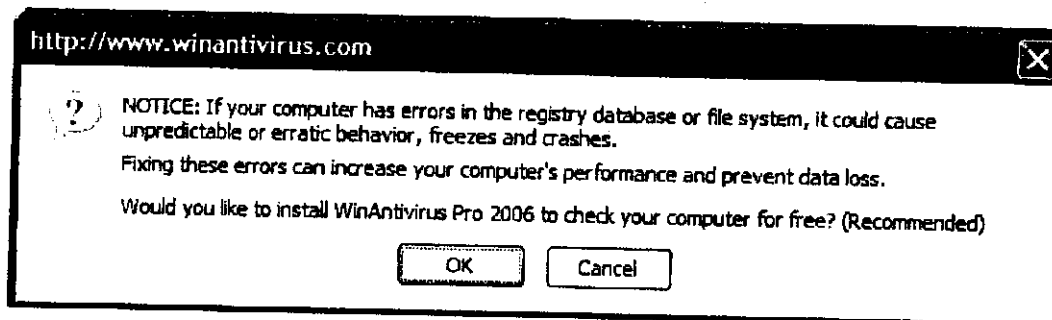 http://www.winantivirus.com
NOTICE: If your computer has errors in the registry database or file system, it could cause
unpredictable or erratic behavior, freezes and crashes.
Fixing these errors can increase your computer's performance and prevent data loss.
Would you like to install WinAntivirus Pro 2006 to check your computer for free? (Recommended)
OK Cancel